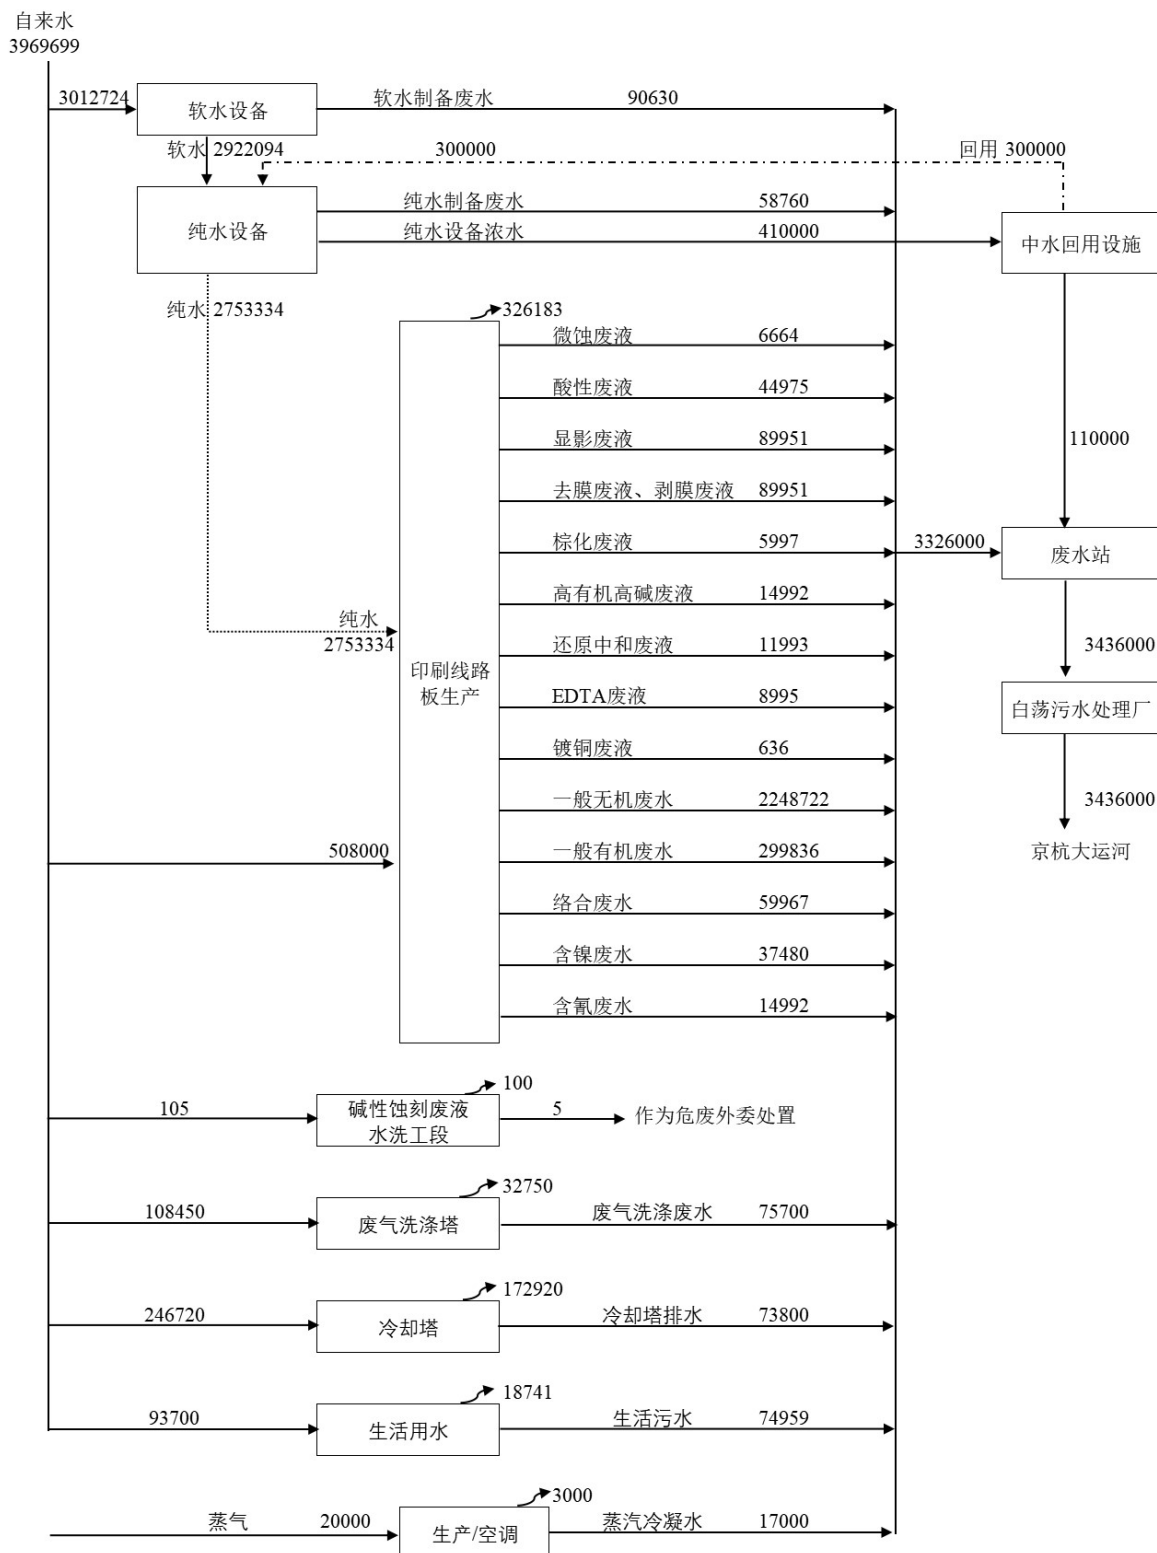 自来水
3969699
3012724
软水设备
软水制备废水 90630
软水 2922094
300000
回用 300000
纯水设备
纯水制备废水 58760
纯水设备浓水 410000
中水回用设施
纯水 2753334
326183
微蚀废液 6664
酸性废液 44975
显影废液 89951
110000
去膜废液、剥膜废液 89951
棕化废液 5997
3326000
废水站
高有机高碱废液 14992
纯水
2753334
还原中和废液 11993
3436000
印刷线路
板生产
EDTA废液 8995
白荡污水处理厂
镀铜废液 636
一般无机废水 2248722
3436000
508000
一般有机废水 299836
京杭大运河
络合废水 59967
含镍废水 37480
含氰废水 14992
100
105
碱性蚀刻废液
水洗工段
5
作为危废外委处置
32750
108450
废气洗涤塔
废气洗涤废水 75700
172920
246720
冷却塔
冷却塔排水 73800
18741
93700
生活用水
生活污水 74959
3000
蒸气 20000
生产/空调
蒸汽冷凝水 17000